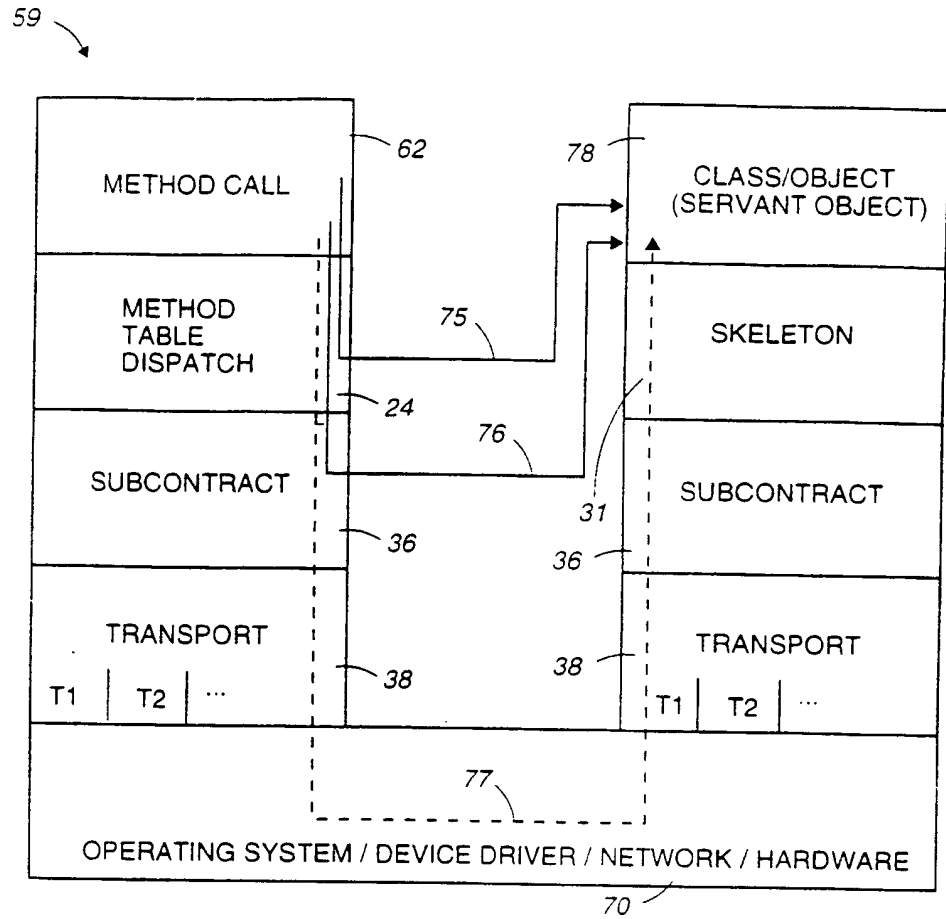 59
62
METHOD CALL
78
CLASS/OBJECT
(SERVANT OBJECT)
METHOD
TABLE
DISPATCH
75
SKELETON
24
76
SUBCONTRACT
31
SUBCONTRACT
36
36
TRANSPORT
38
38
TRANSPORT
T1
T2
...
T1
T2
...
77
OPERATING SYSTEM / DEVICE DRIVER / NETWORK / HARDWARE
70